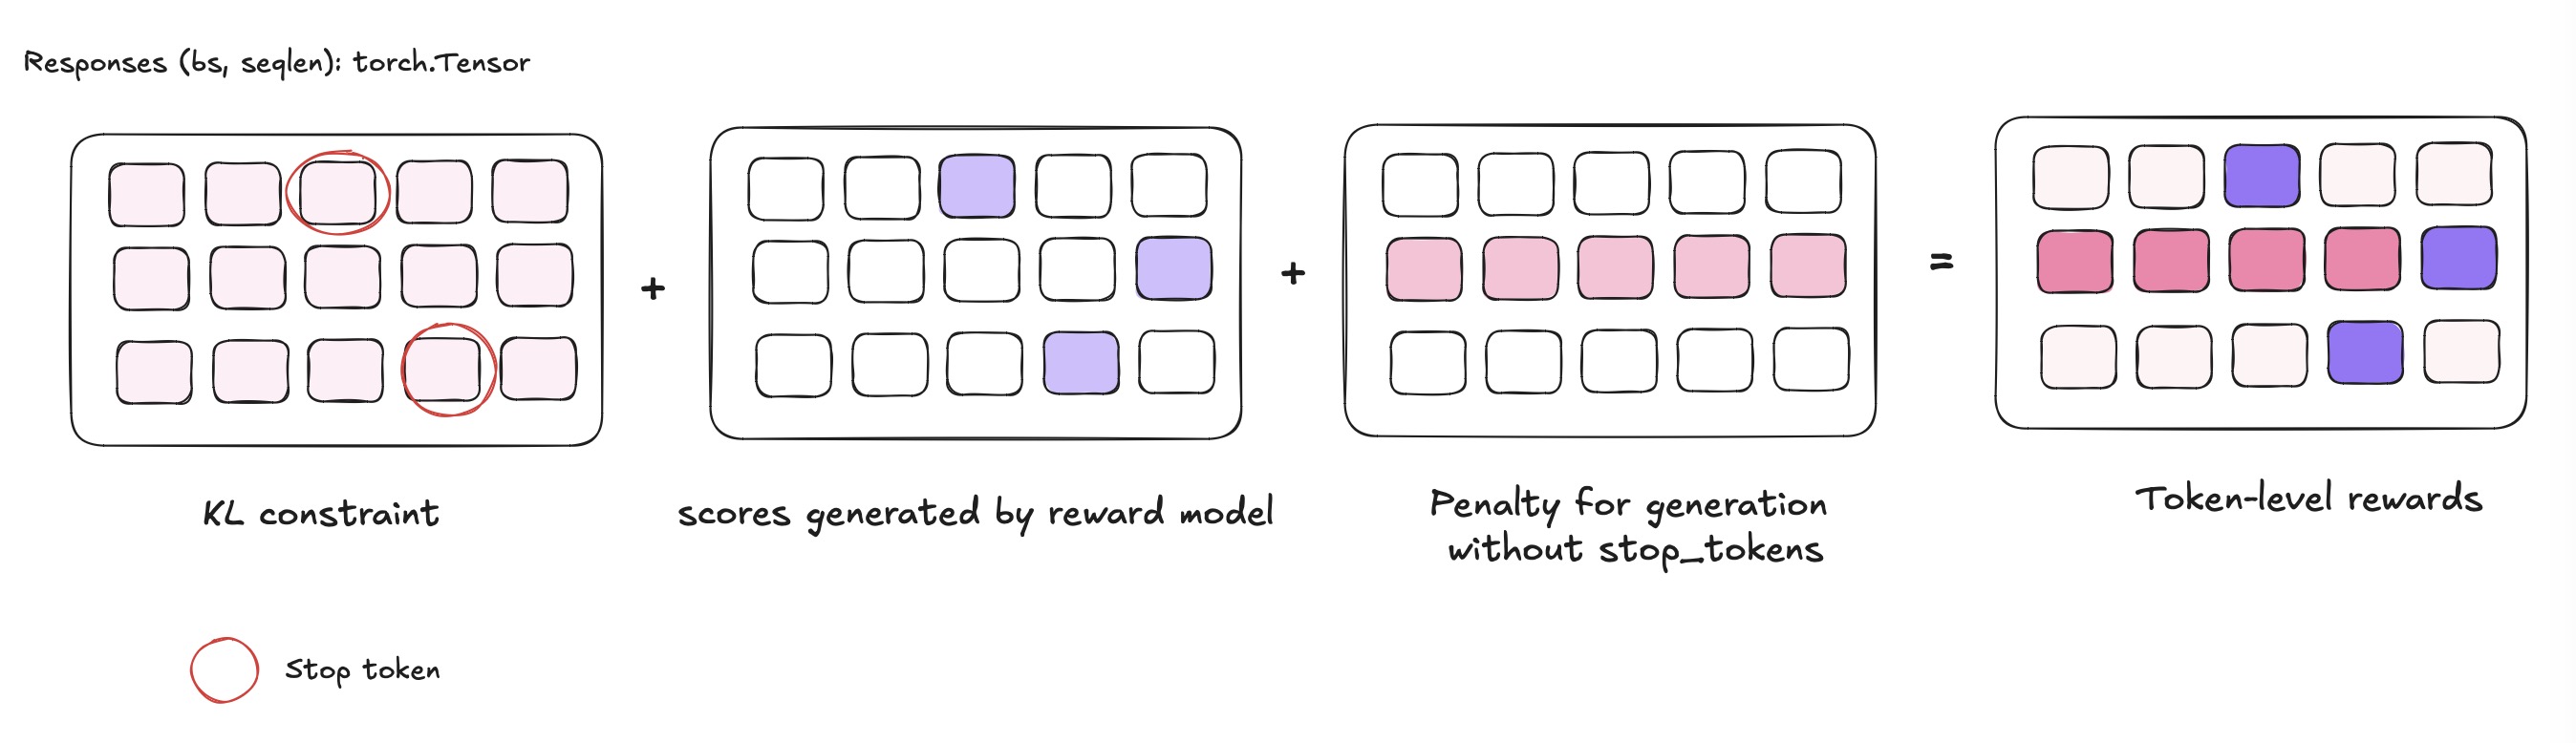 Responses (bs, seqlen): torch.Tensor
+
+
=
KL constraint
scores generated by reward model
Penalty for generation
without stop_tokens
Token-level rewards
Stop token